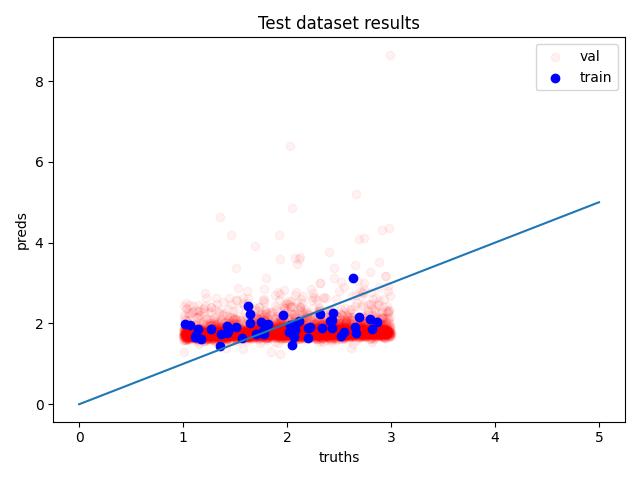 Test dataset results
val
train
8
6
4
2
0
preds
0 1 2 3 4 5
truths